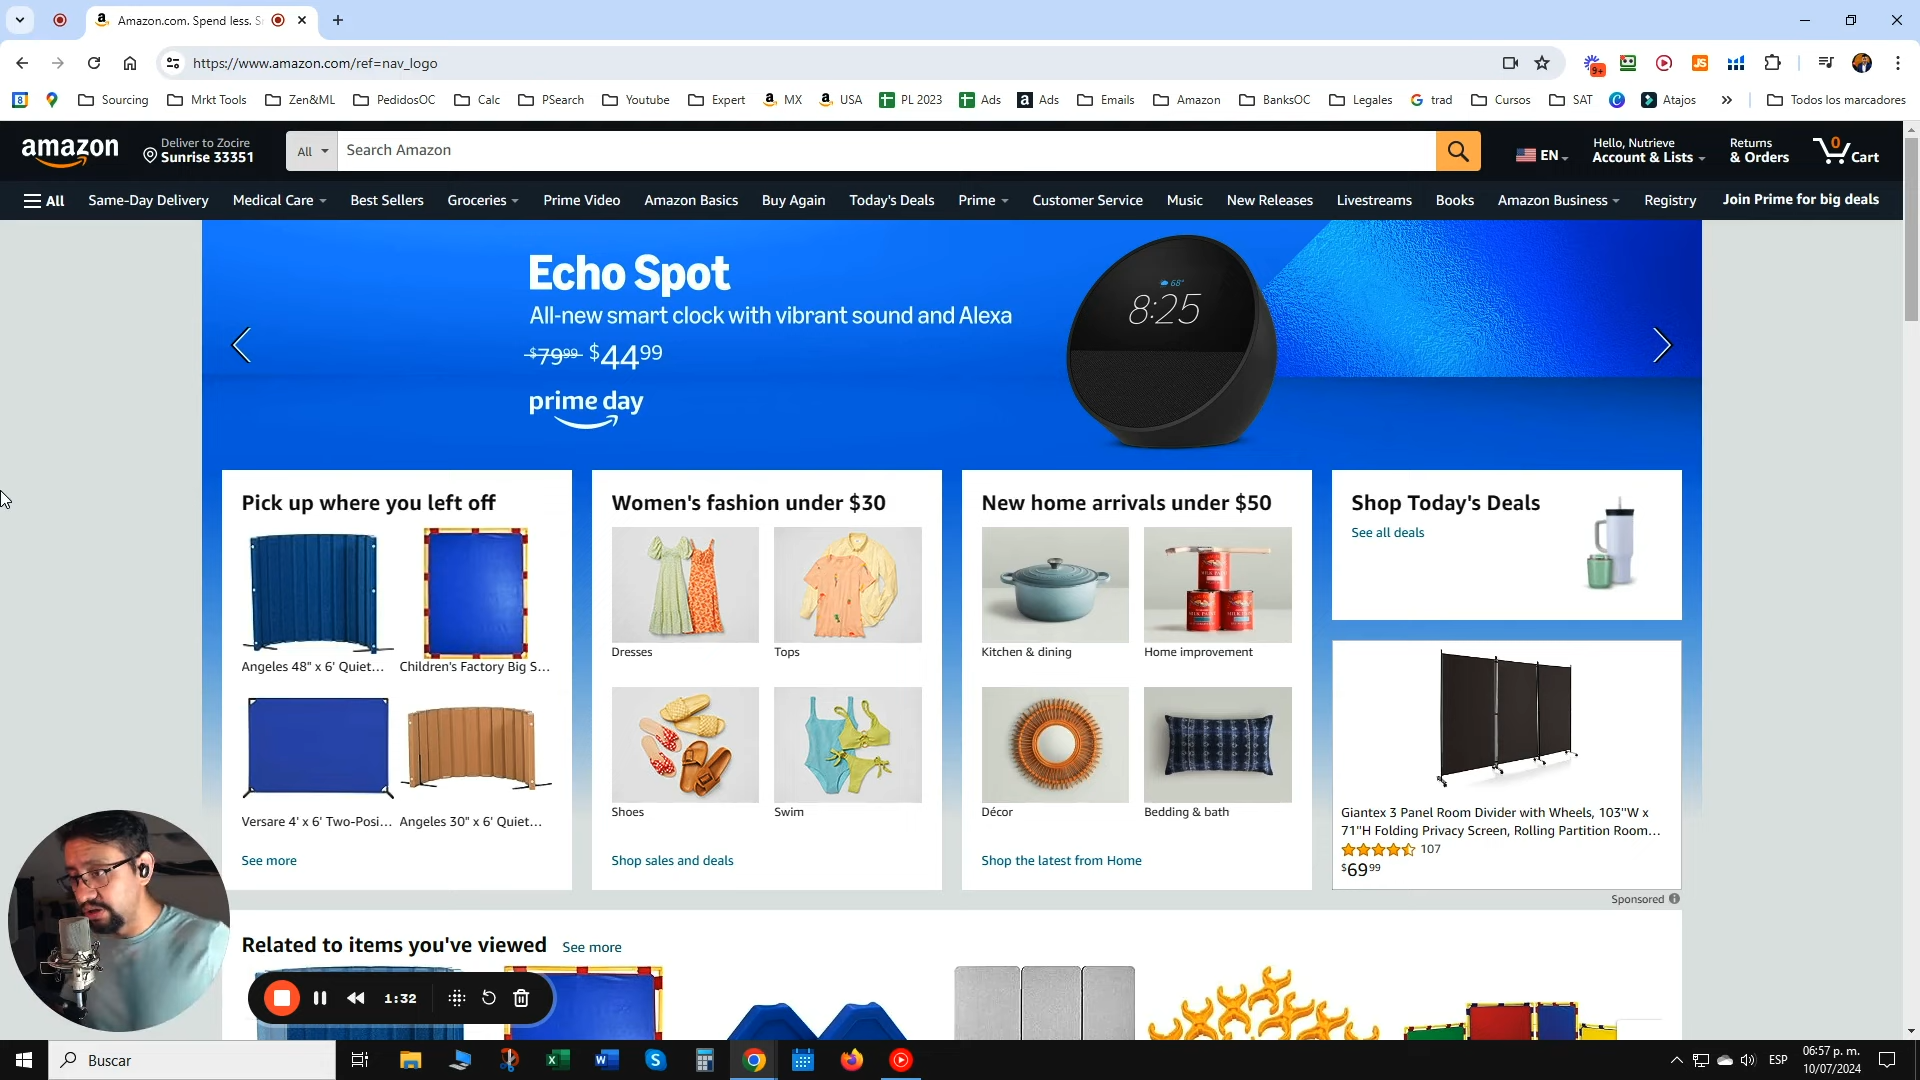 Amazon.com. Spend less. S
https://www.amazon.com/ref=nav_logo
9+
JS
8
Sourcing
Mrkt Tools
Zen&ML
PedidosOC
Calc
PSearch
Youtube
Expert
MX
USA
PL 2023
Ads
Ads
Emails
Amazon
BanksOC
Legales
trad
Cursos
SAT
Atajos
Todos los marcadores
amazon
Deliver to Zocire
Sunrise 33351
All
Search Amazon
EN
Hello, Nutrieve
Account & Lists
Returns
& Orders
0
Cart
All
Same-Day Delivery
Medical Care
Best Sellers
Groceries
Prime Video
Amazon Basics
Buy Again
Today's Deals
Prime
Customer Service
Music
New Releases
Livestreams
Books
Amazon Business
Registry
Join Prime for big deals
Echo Spot
All-new smart clock with vibrant sound and Alexa
$79.99 $44.99
prime day
68°
8:25
Pick up where you left off
Angeles 48" x 6' Quiet...
Children's Factory Big S...
Versare 4' x 6' Two-Posi...
Angeles 30" x 6' Quiet...
See more
Women's fashion under $30
Dresses
Tops
Shoes
Swim
Shop sales and deals
New home arrivals under $50
Kitchen & dining
Home improvement
Décor
Bedding & bath
Shop the latest from Home
Shop Today's Deals
See all deals
Giantex 3 Panel Room Divider with Wheels, 103''W x
71''H Folding Privacy Screen, Rolling Partition Room...
107
$69.99
Sponsored
Related to items you've viewed
See more
1:32
Buscar
ESP
06:57 p. m.
10/07/2024